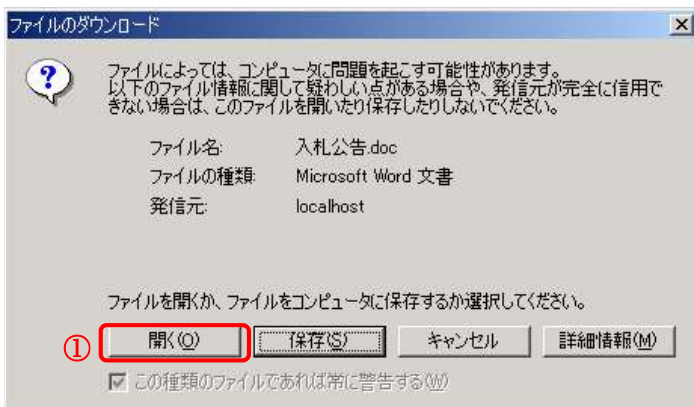 ファイルのダウンロード
ファイルによっては、コンピュータに問題を起こす可能性があります。
以下のファイル情報に関して疑わしい点がある場合や、発信元が完全に信用で
きない場合は、このファイルを開いたり保存したりしないでください。
ファイル名: 入札公告.doc
ファイルの種類: Microsoft Word 文書
発信元: localhost
ファイルを開くか、ファイルをコンピュータに保存するか選択してください。
① 開く(O) 保存(S) キャンセル 詳細情報(M)
この種類のファイルであれば常に警告する(W)